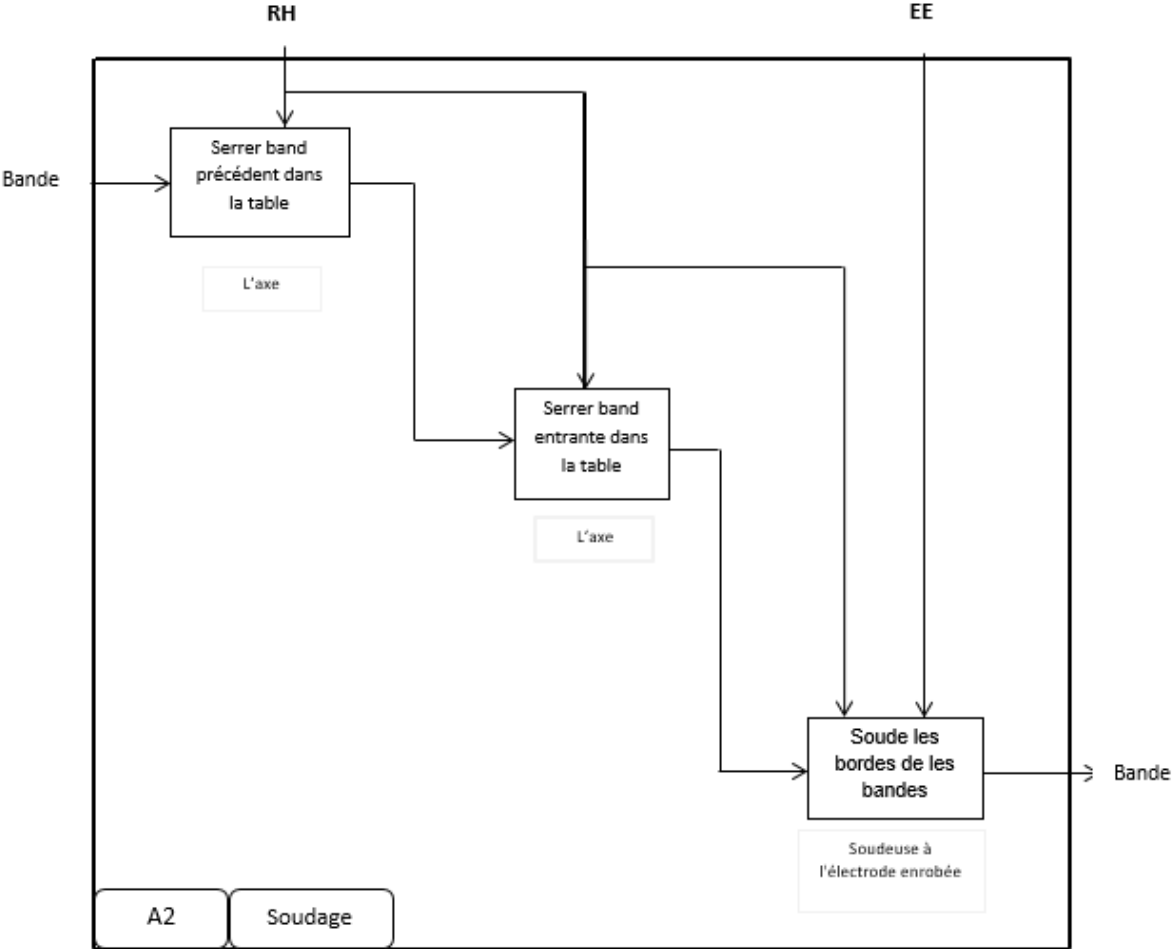 RH
EE
Serrer band
précédent dans
la table
Bande
L'axe
Serrer band
entrante dans
la table
L'axe
Soude les
bordes de les
bandes
Bande
Soudeuse à
l'électrode enrobée
A2
Soudage